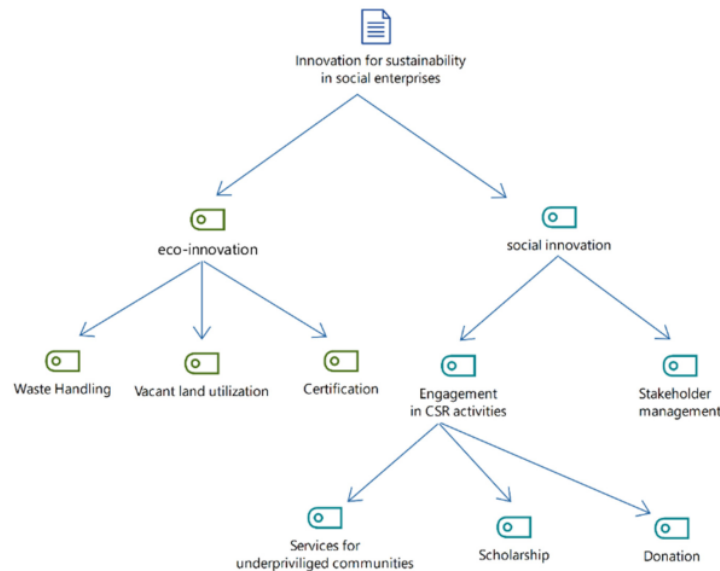 Innovation for sustainability
in social enterprises
eco-innovation
social innovation
Waste Handling
Vacant land utilization
Certification
Engagement
in CSR activities
Stakeholder
management
Services for
underpriviliged communities
Scholarship
Donation